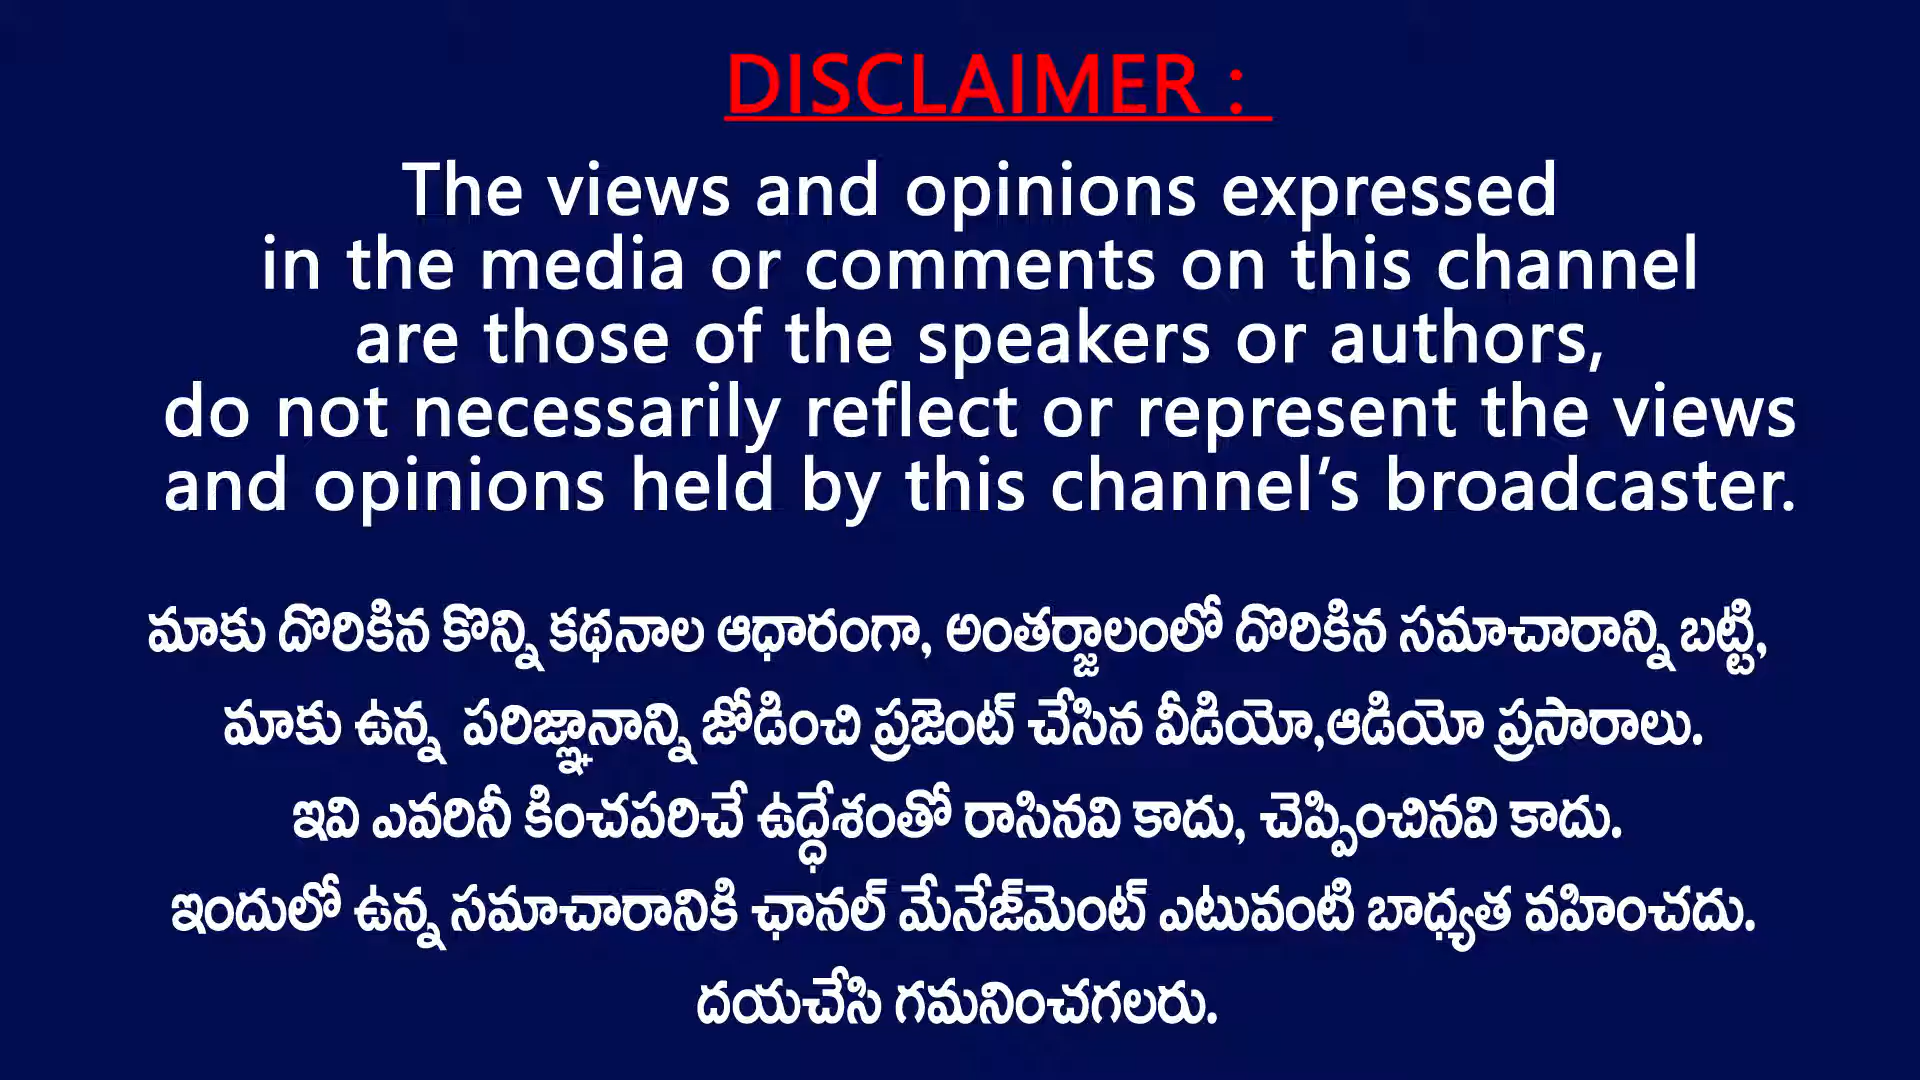 DISCLAIMER :
The views and opinions expressed
in the media or comments on this channel
are those of the speakers or authors,
do not necessarily reflect or represent the views
and opinions held by this channel’s broadcaster.
మాకు దొరికిన కొన్ని కథనాల ఆధారంగా, అంతర్జాలంలో దొరికిన సమాచారాన్ని బట్టి,
మాకు ఉన్న పరిజ్ఞానాన్ని జోడించి ప్రజెంట్ చేసిన వీడియో,ఆడియో ప్రసారాలు.
ఇవి ఎవరినీ కించపరిచే ఉద్ధేశంతో రాసినవి కాదు, చెప్పించినవి కాదు.
ఇందులో ఉన్న సమాచారానికి ఛానల్ మేనేజ్‌మెంట్ ఎటువంటి బాధ్యత వహించదు.
దయచేసి గమనించగలరు.